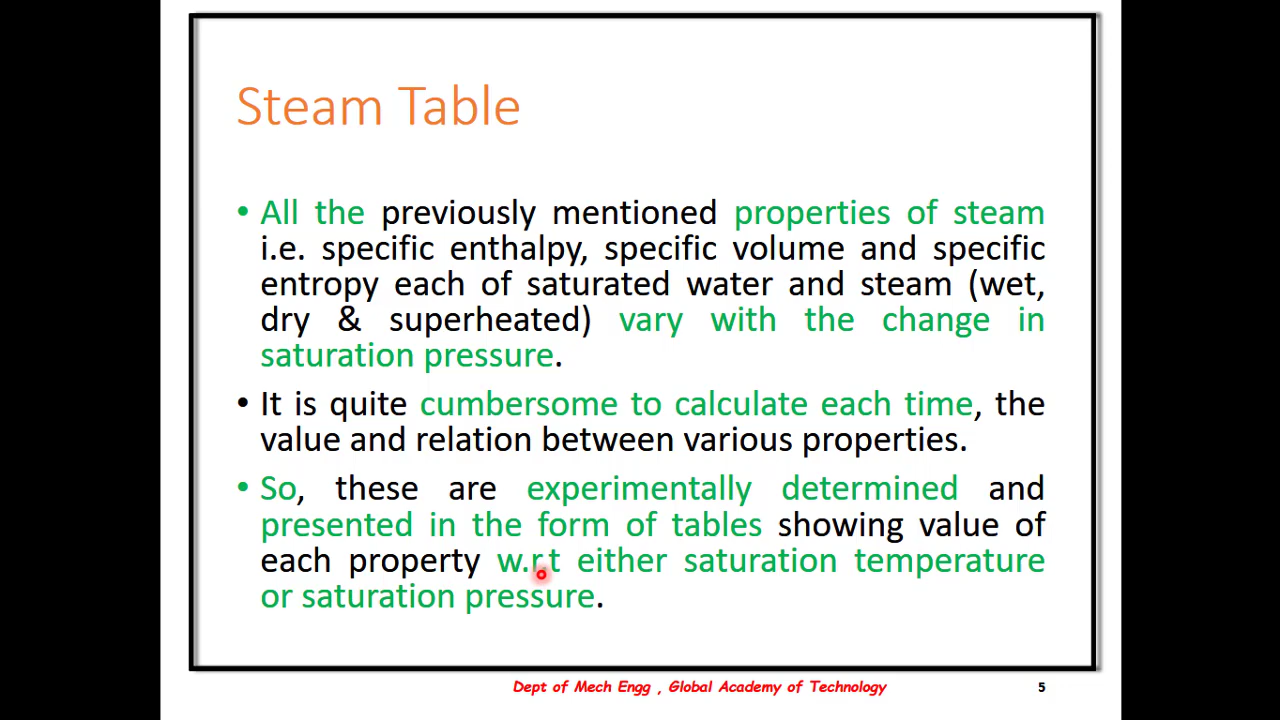 Steam Table
• All the previously mentioned properties of steam
i.e. specific enthalpy, specific volume and specific
entropy each of saturated water and steam (wet,
dry & superheated) vary with the change in
saturation pressure.
• It is quite cumbersome to calculate each time, the
value and relation between various properties.
• So, these are experimentally determined and
presented in the form of tables showing value of
each property w.r.t either saturation temperature
or saturation pressure.
Dept of Mech Engg , Global Academy of Technology
5